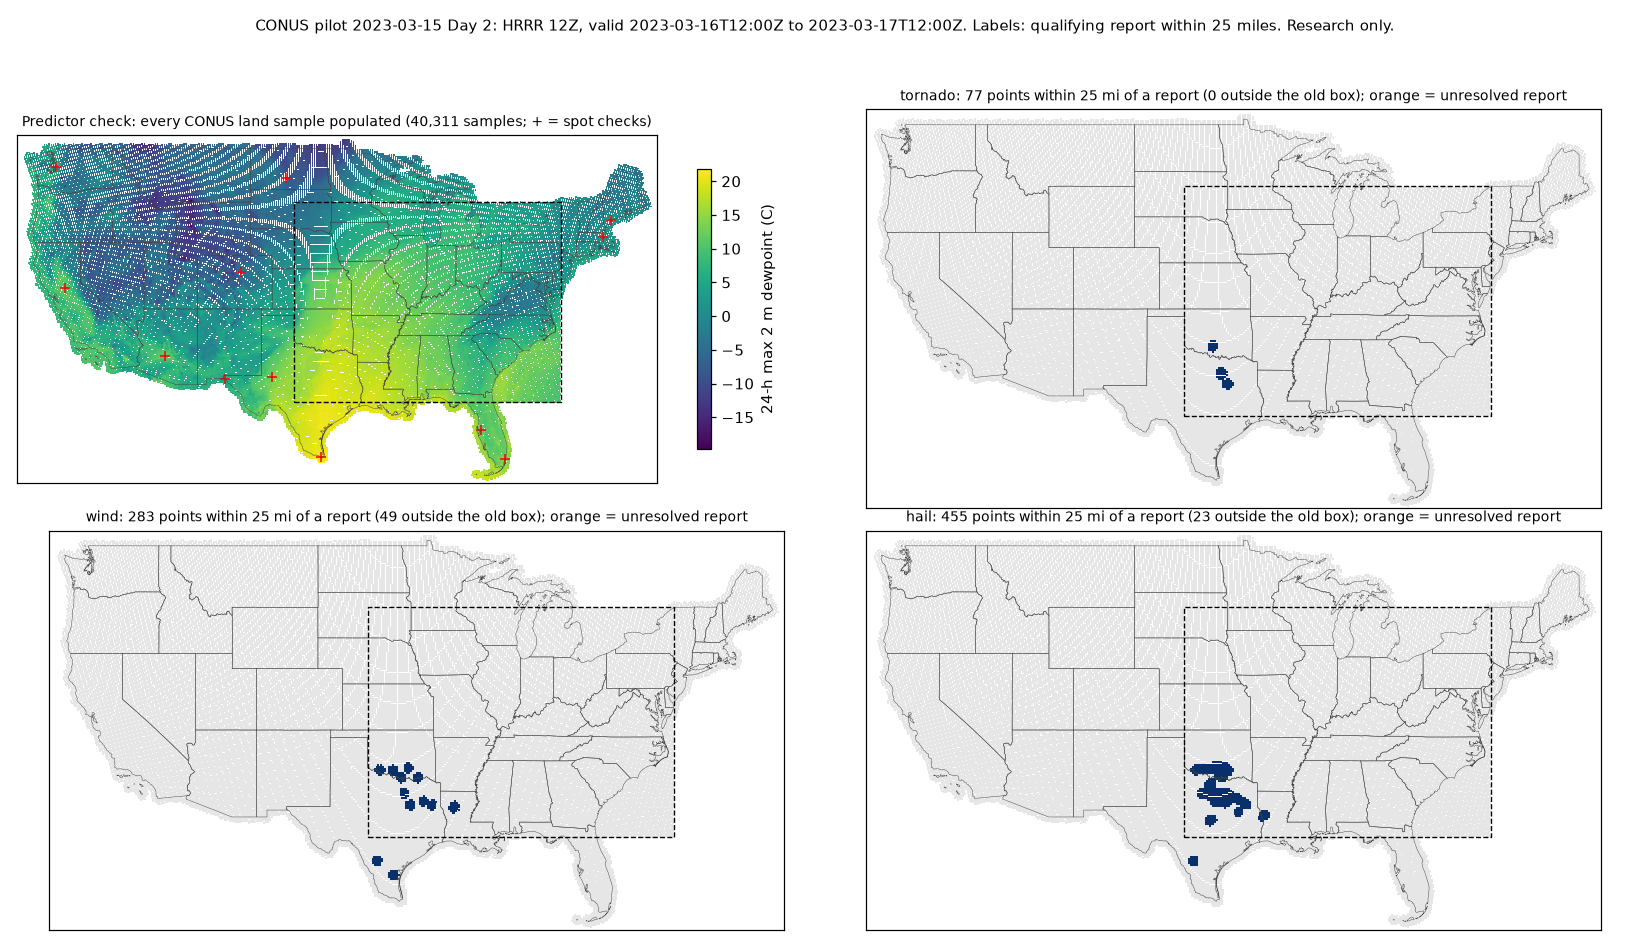 CONUS pilot 2023-03-15 Day 2: HRRR 12Z, valid 2023-03-16T12:00Z to 2023-03-17T12:00Z. Labels: qualifying report within 25 miles. Research only.
Predictor check: every CONUS land sample populated (40,311 samples; + = spot checks)
20
15
10
5
0
−5
−10
−15
24-h max 2 m dewpoint (C)
tornado: 77 points within 25 mi of a report (0 outside the old box); orange = unresolved report
wind: 283 points within 25 mi of a report (49 outside the old box); orange = unresolved report
hail: 455 points within 25 mi of a report (23 outside the old box); orange = unresolved report